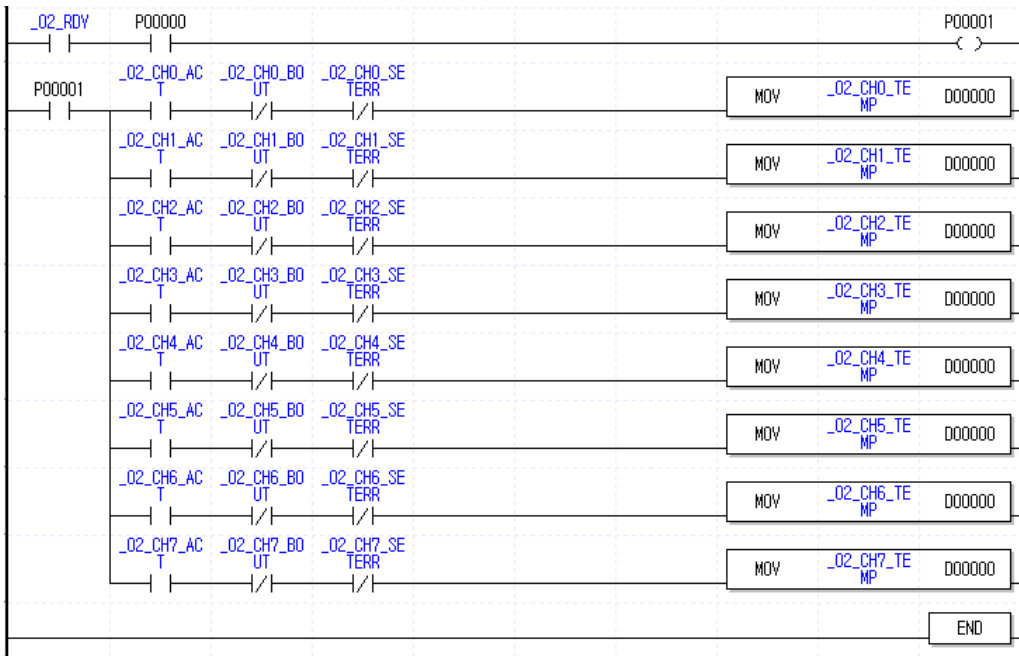 _02_RDY P00000 P00001
P00001 _02_CH0_AC _02_CH0_BO _02_CH0_SE
T UT TERR
MOV _02_CH0_TE D00000
MP
_02_CH1_AC _02_CH1_BO _02_CH1_SE
T UT TERR
MOV _02_CH1_TE D00000
MP
_02_CH2_AC _02_CH2_BO _02_CH2_SE
T UT TERR
MOV _02_CH2_TE D00000
MP
_02_CH3_AC _02_CH3_BO _02_CH3_SE
T UT TERR
MOV _02_CH3_TE D00000
MP
_02_CH4_AC _02_CH4_BO _02_CH4_SE
T UT TERR
MOV _02_CH4_TE D00000
MP
_02_CH5_AC _02_CH5_BO _02_CH5_SE
T UT TERR
MOV _02_CH5_TE D00000
MP
_02_CH6_AC _02_CH6_BO _02_CH6_SE
T UT TERR
MOV _02_CH6_TE D00000
MP
_02_CH7_AC _02_CH7_BO _02_CH7_SE
T UT TERR
MOV _02_CH7_TE D00000
MP
END